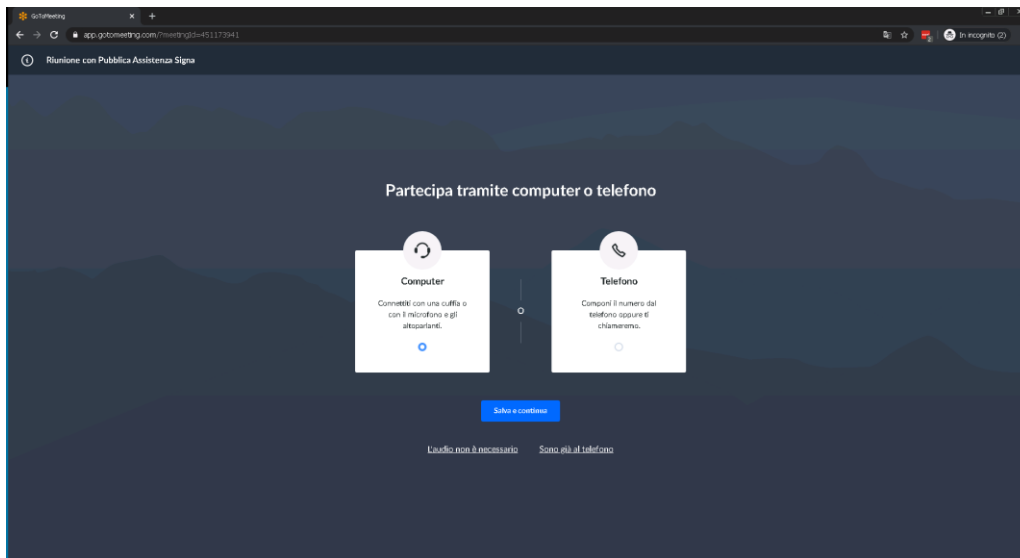 GoToMeeting
app.gotomeeting.com/?meetingId=451173941
In incognito (2)
Riunione con Pubblica Assistenza Signa
Partecipa tramite computer o telefono
Computer
Connettiti con una cuffia o
con il microfono e gli
altoparlanti.
o
Telefono
Componi il numero dal
telefono oppure ti
chiameremo.
Salva e continua
L'audio non è necessario
Sono già al telefono